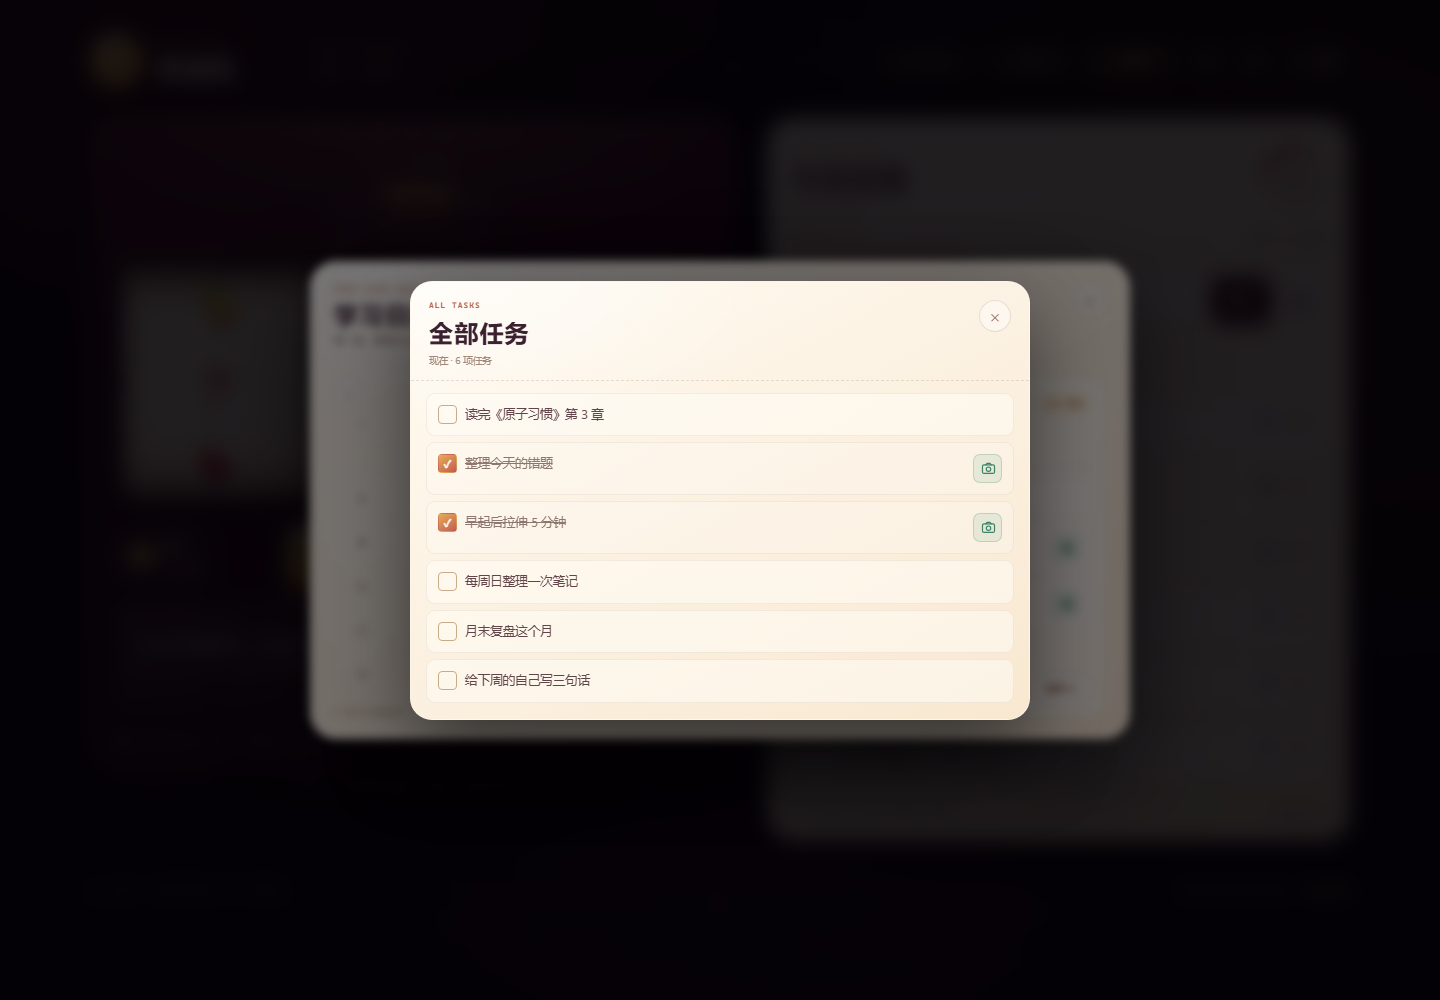 ALL TASKS
全部任务
现在 · 6 项任务
读完《原子习惯》第 3 章
整理今天的错题
早起后拉伸 5 分钟
每周日整理一次笔记
月末复盘这个月
给下周的自己写三句话